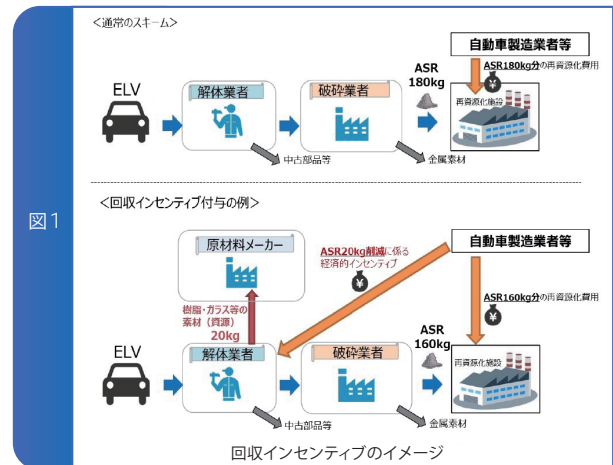 図1
<通常のスキーム>
自動車製造業者等
ASR
180kg
ASR180kg分の再資源化費用
¥
ELV
解体業者
破砕業者
再資源化施設
中古部品等
金属素材
<回収インセンティブ付与の例>
原材料メーカー
ASR20kg削減に係る
経済的インセンティブ
¥
自動車製造業者等
樹脂・ガラス等の
素材（資源）
20kg
ASR160kg分の再資源化費用
¥
ELV
解体業者
破砕業者
ASR
160kg
再資源化施設
中古部品等
金属素材
回収インセンティブのイメージ